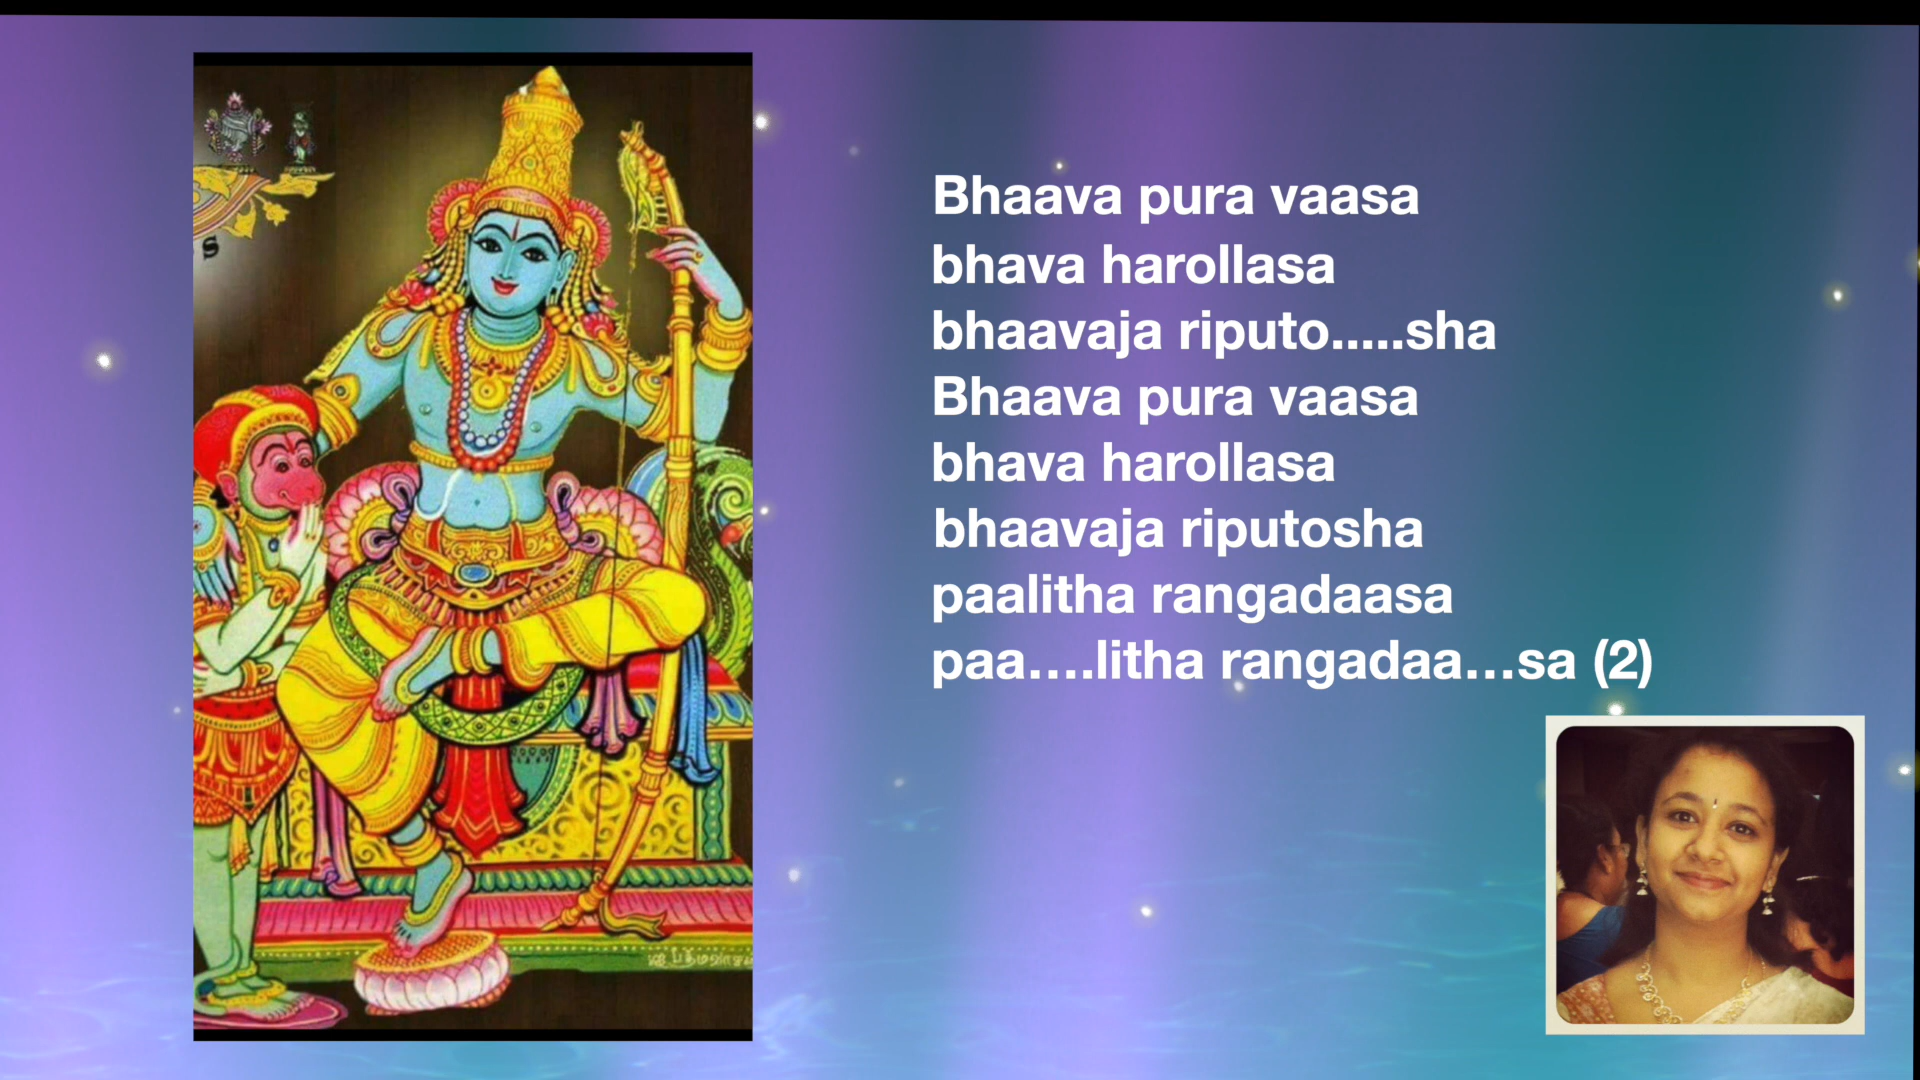 s
Bhaava pura vaasa
bhava harollasa
bhaavaja riputo.....sha
Bhaava pura vaasa
bhava harollasa
bhaavaja riputosha
paalitha rangadaasa
paa....litha rangadaa...sa (2)